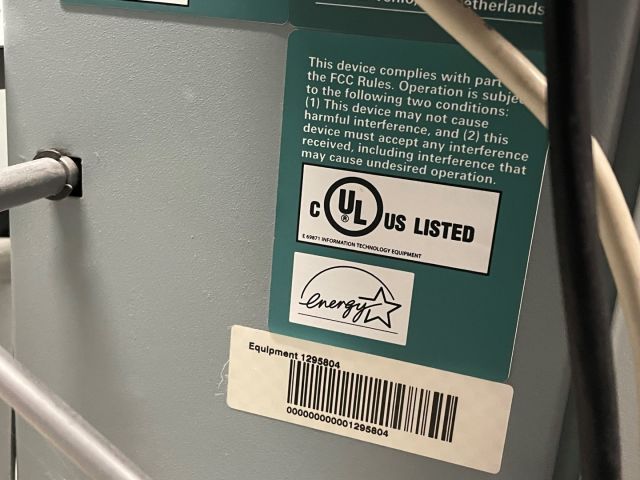 etherlands
This device complies with part
the FCC Rules. Operation is subje
to the following two conditions:
(1) This device may not cause
harmful interference, and (2) this
device must accept any interference
received, including interference that
may cause undesired operation.
C UL ® US LISTED
E 69871 INFORMATION TECHNOLOGY EQUIPMENT
energy
Equipment 1295804
000000000001295804